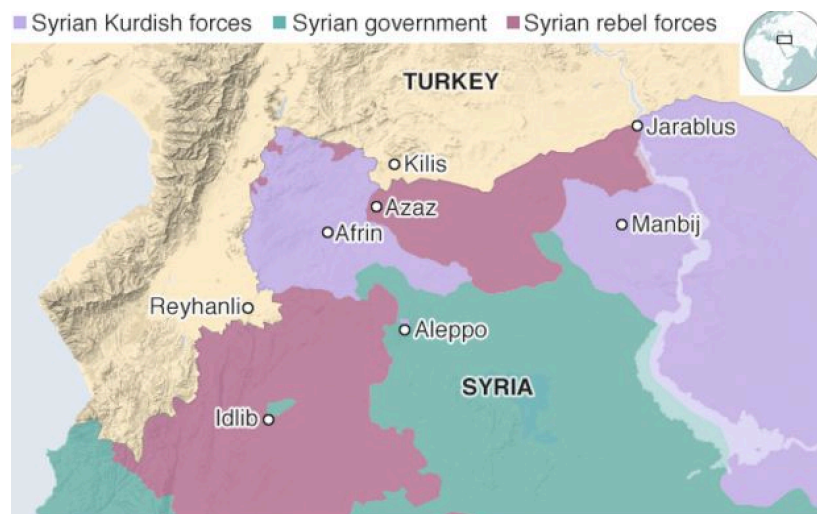 Syrian Kurdish forces
Syrian government
Syrian rebel forces
TURKEY
Jarablus
Kilis
Azaz
Afrin
Manbij
Reyhanli
Aleppo
SYRIA
Idlib